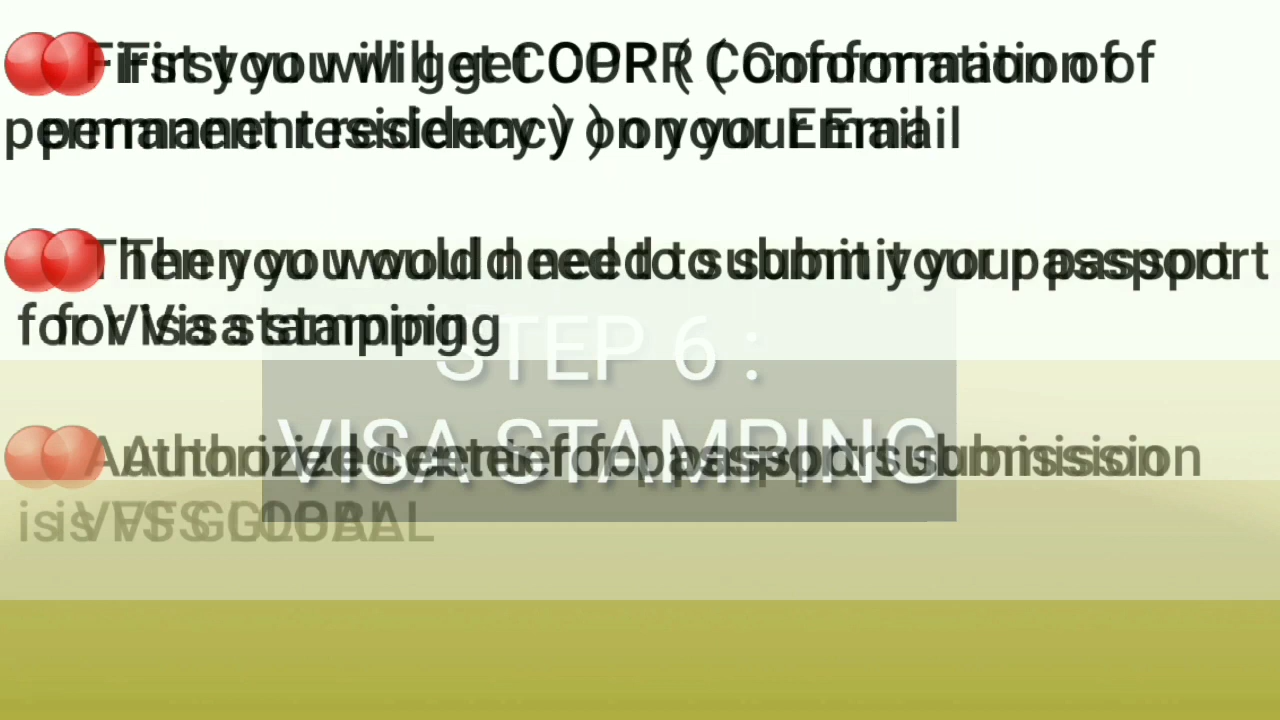 🔴 First you will get COPR ( Conformation of
permanent residency ) on your Email
🔴 Then you would need to submit your passport
for Visa stamping
STEP 6 :
VISA STAMPING
🔴 Authorized center for passport submission
is VFS GLOBAL